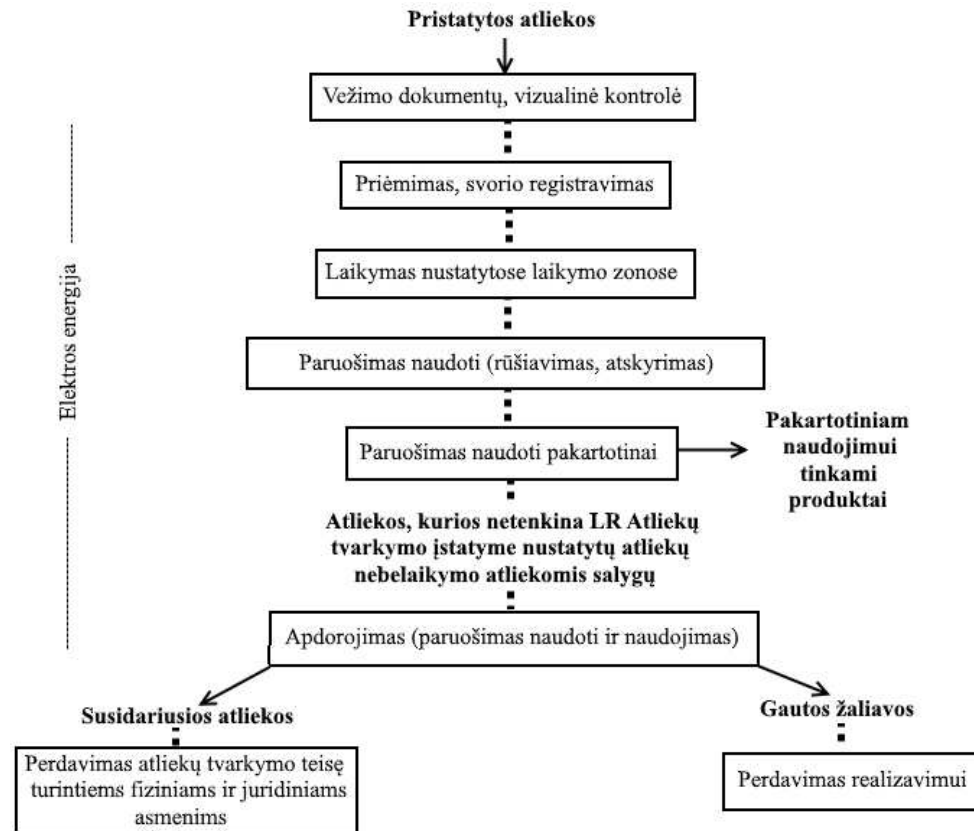 Pristatytos atliekos
Vežimo dokumentų, vizualinė kontrolė
Priėmimas, svorio registravimas
Laikymas nustatytose laikymo zonose
Elektros energija
Paruošimas naudoti (rūšiavimas, atskyrimas)
Paruošimas naudoti pakartotinai
Pakartotiniam
naudojimui
tinkami
produktai
Atliekos, kurios netenkina LR Atliekų
tvarkymo įstatyme nustatytų atliekų
nebelaikymo atliekomis salygų
Apdorojimas (paruošimas naudoti ir naudojimas)
Susidariusios atliekos
Gautos žaliavos
Perdavimas atliekų tvarkymo teisę
turintiems fiziniams ir juridiniams
asmenims
Perdavimas realizavimui